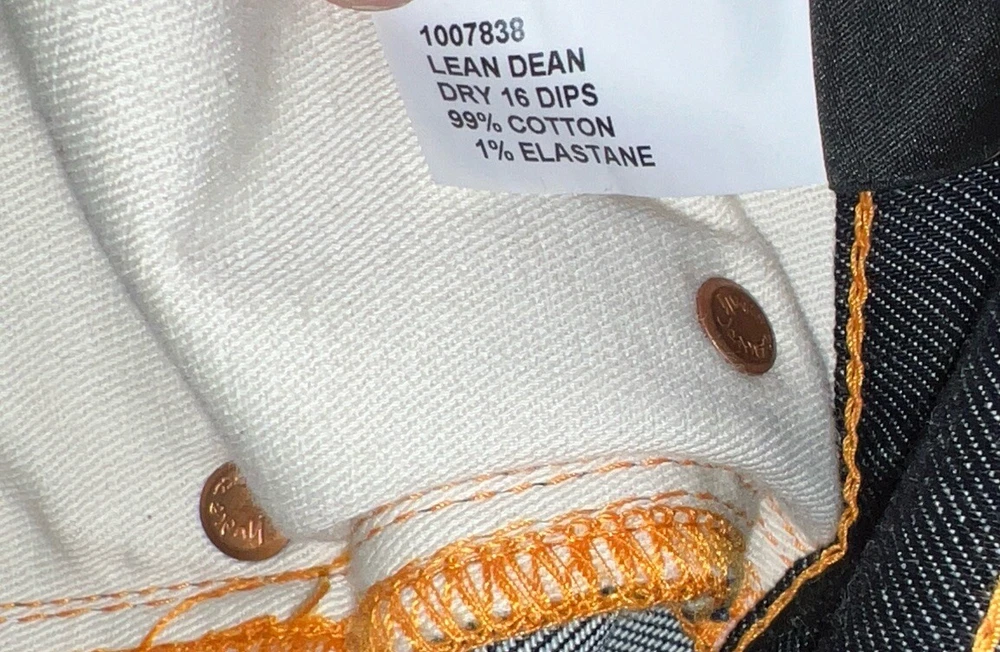 1007838
LEAN DEAN
DRY 16 DIPS
99% COTTON
1% ELASTANE